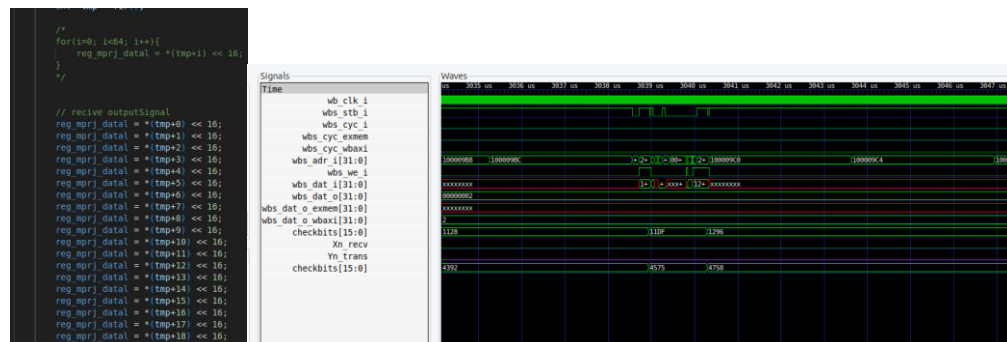 /*
for(i=0; i<64; i++){
reg_mprj_datal = *(tmp+i) << 16;
}
*/
// recive outputSignal
reg_mprj_datal = *(tmp+0) << 16;
reg_mprj_datal = *(tmp+1) << 16;
reg_mprj_datal = *(tmp+2) << 16;
reg_mprj_datal = *(tmp+3) << 16;
reg_mprj_datal = *(tmp+4) << 16;
reg_mprj_datal = *(tmp+5) << 16;
reg_mprj_datal = *(tmp+6) << 16;
reg_mprj_datal = *(tmp+7) << 16;
reg_mprj_datal = *(tmp+8) << 16;
reg_mprj_datal = *(tmp+9) << 16;
reg_mprj_datal = *(tmp+10) << 16;
reg_mprj_datal = *(tmp+11) << 16;
reg_mprj_datal = *(tmp+12) << 16;
reg_mprj_datal = *(tmp+13) << 16;
reg_mprj_datal = *(tmp+14) << 16;
reg_mprj_datal = *(tmp+15) << 16;
reg_mprj_datal = *(tmp+16) << 16;
reg_mprj_datal = *(tmp+17) << 16;
reg_mprj_datal = *(tmp+18) << 16;
Signals
Time
wb_clk_i
wbs_stb_i
wbs_cyc_i
wbs_cyc_exmem
wbs_cyc_wbaxi
wbs_adr_i[31:0]
wbs_we_i
wbs_dat_i[31:0]
wbs_dat_o[31:0]
wbs_dat_o_exmem[31:0]
wbs_dat_o_wbaxi[31:0]
checkbits[15:0]
Xn_recv
Yn_trans
checkbits[15:0]
Waves
us 3035 us 3036 us 3037 us 3038 us 3039 us 3040 us 3041 us 3042 us 3043 us 3044 us 3045 us 3046 us 3047 us
100009B8 100009BC + 2+ + 00+ 2+ 100009C0 100009C4 100
xxxxxxxx 1+ + xxx+ 12+ xxxxxxxx
00000002
xxxxxxxx
2
1128 11DF 1296
4392 4575 4758